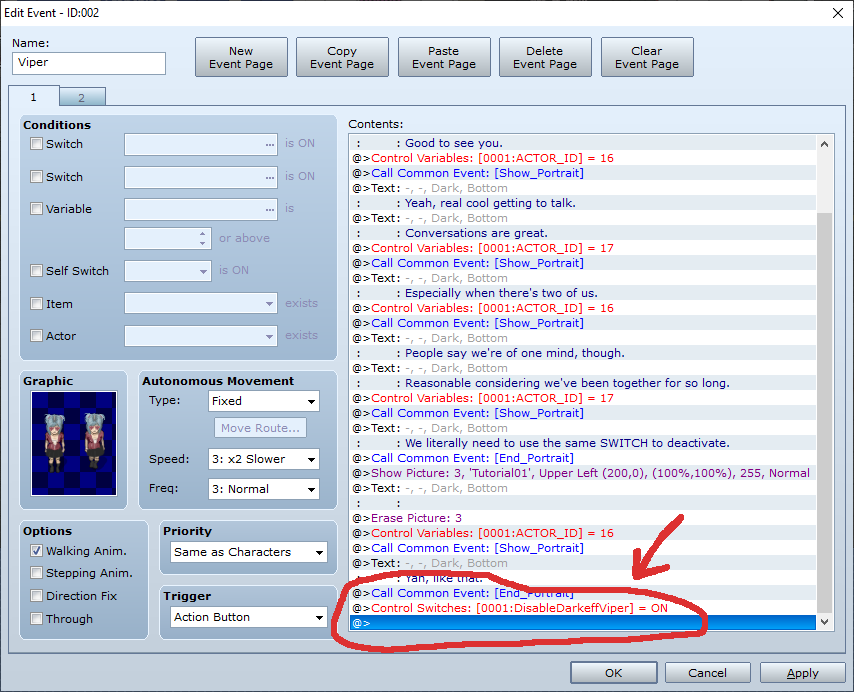 Edit Event - ID:002
Name:
Viper
New
Event Page
Copy
Event Page
Paste
Event Page
Delete
Event Page
Clear
Event Page
1
2
Conditions
Switch
... is ON
Switch
... is ON
Variable
... is
or above
Self Switch
is ON
Item
exists
Actor
exists
Graphic
Autonomous Movement
Type: Fixed
Move Route...
Speed: 3: x2 Slower
Freq: 3: Normal
Options
Walking Anim.
Stepping Anim.
Direction Fix
Through
Priority
Same as Characters
Trigger
Action Button
Contents:
: : Good to see you.
@>Control Variables: [0001:ACTOR_ID] = 16
@>Call Common Event: [Show_Portrait]
@>Text: -, -, Dark, Bottom
: : Yeah, real cool getting to talk.
@>Text: -, -, Dark, Bottom
: : Conversations are great.
@>Control Variables: [0001:ACTOR_ID] = 17
@>Call Common Event: [Show_Portrait]
@>Text: -, -, Dark, Bottom
: : Especially when there's two of us.
@>Control Variables: [0001:ACTOR_ID] = 16
@>Call Common Event: [Show_Portrait]
@>Text: -, -, Dark, Bottom
: : People say we're of one mind, though.
@>Text: -, -, Dark, Bottom
: : Reasonable considering we've been together for so long.
@>Control Variables: [0001:ACTOR_ID] = 17
@>Call Common Event: [Show_Portrait]
@>Text: -, -, Dark, Bottom
: : We literally need to use the same SWITCH to deactivate.
@>Call Common Event: [End_Portrait]
@>Show Picture: 3, 'Tutorial01', Upper Left (200,0), (100%,100%), 255, Normal
@>Text: -, -, Dark, Bottom
: :
@>Erase Picture: 3
@>Control Variables: [0001:ACTOR_ID] = 16
@>Call Common Event: [Show_Portrait]
@>Text: -, -, Dark, Bottom
: : Yah, like that.
@>Call Common Event: [End_Portrait]
@>Control Switches: [0001:DisableDarkeffViper] = ON
@>
OK
Cancel
Apply